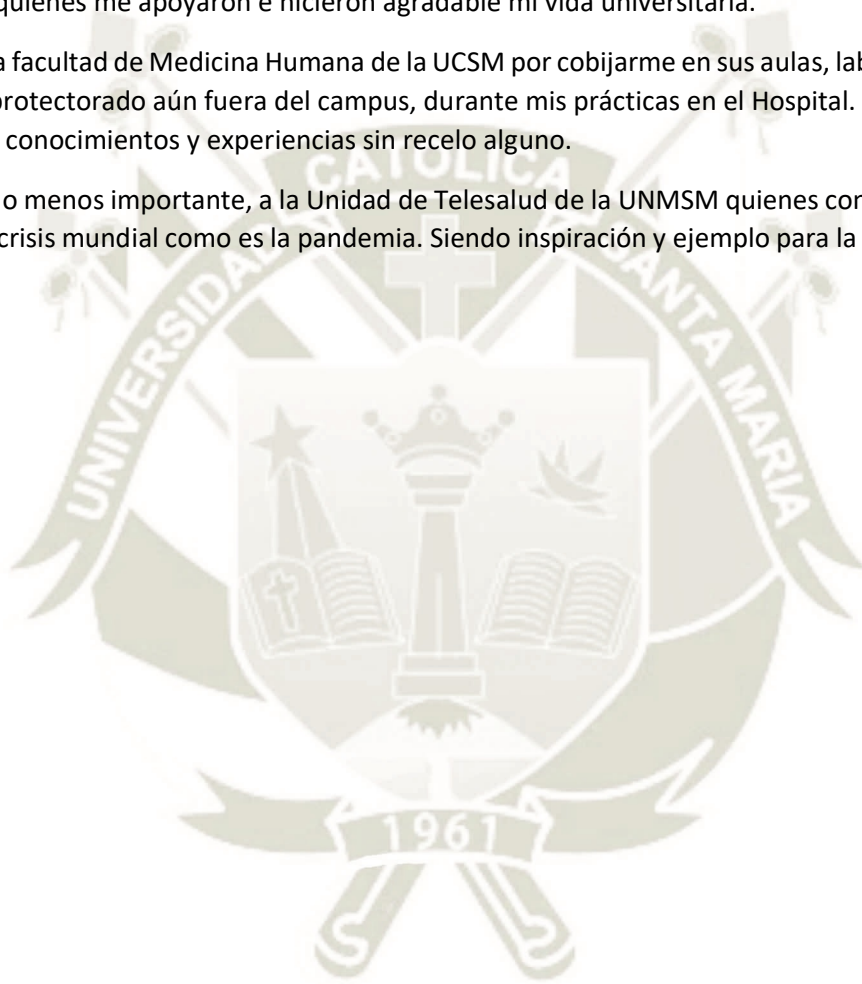 quienes me apoyaron e hicieron agradable mi vida universitaria.
a facultad de Medicina Humana de la UCSM por cobijarme en sus aulas, lab
protectorado aún fuera del campus, durante mis prácticas en el Hospital.
conocimientos y experiencias sin recelo alguno.
o menos importante, a la Unidad de Telesalud de la UNMSM quienes con
crisis mundial como es la pandemia. Siendo inspiración y ejemplo para la
UNIVERSIDAD CATOLICA SANTA MARIA
1961